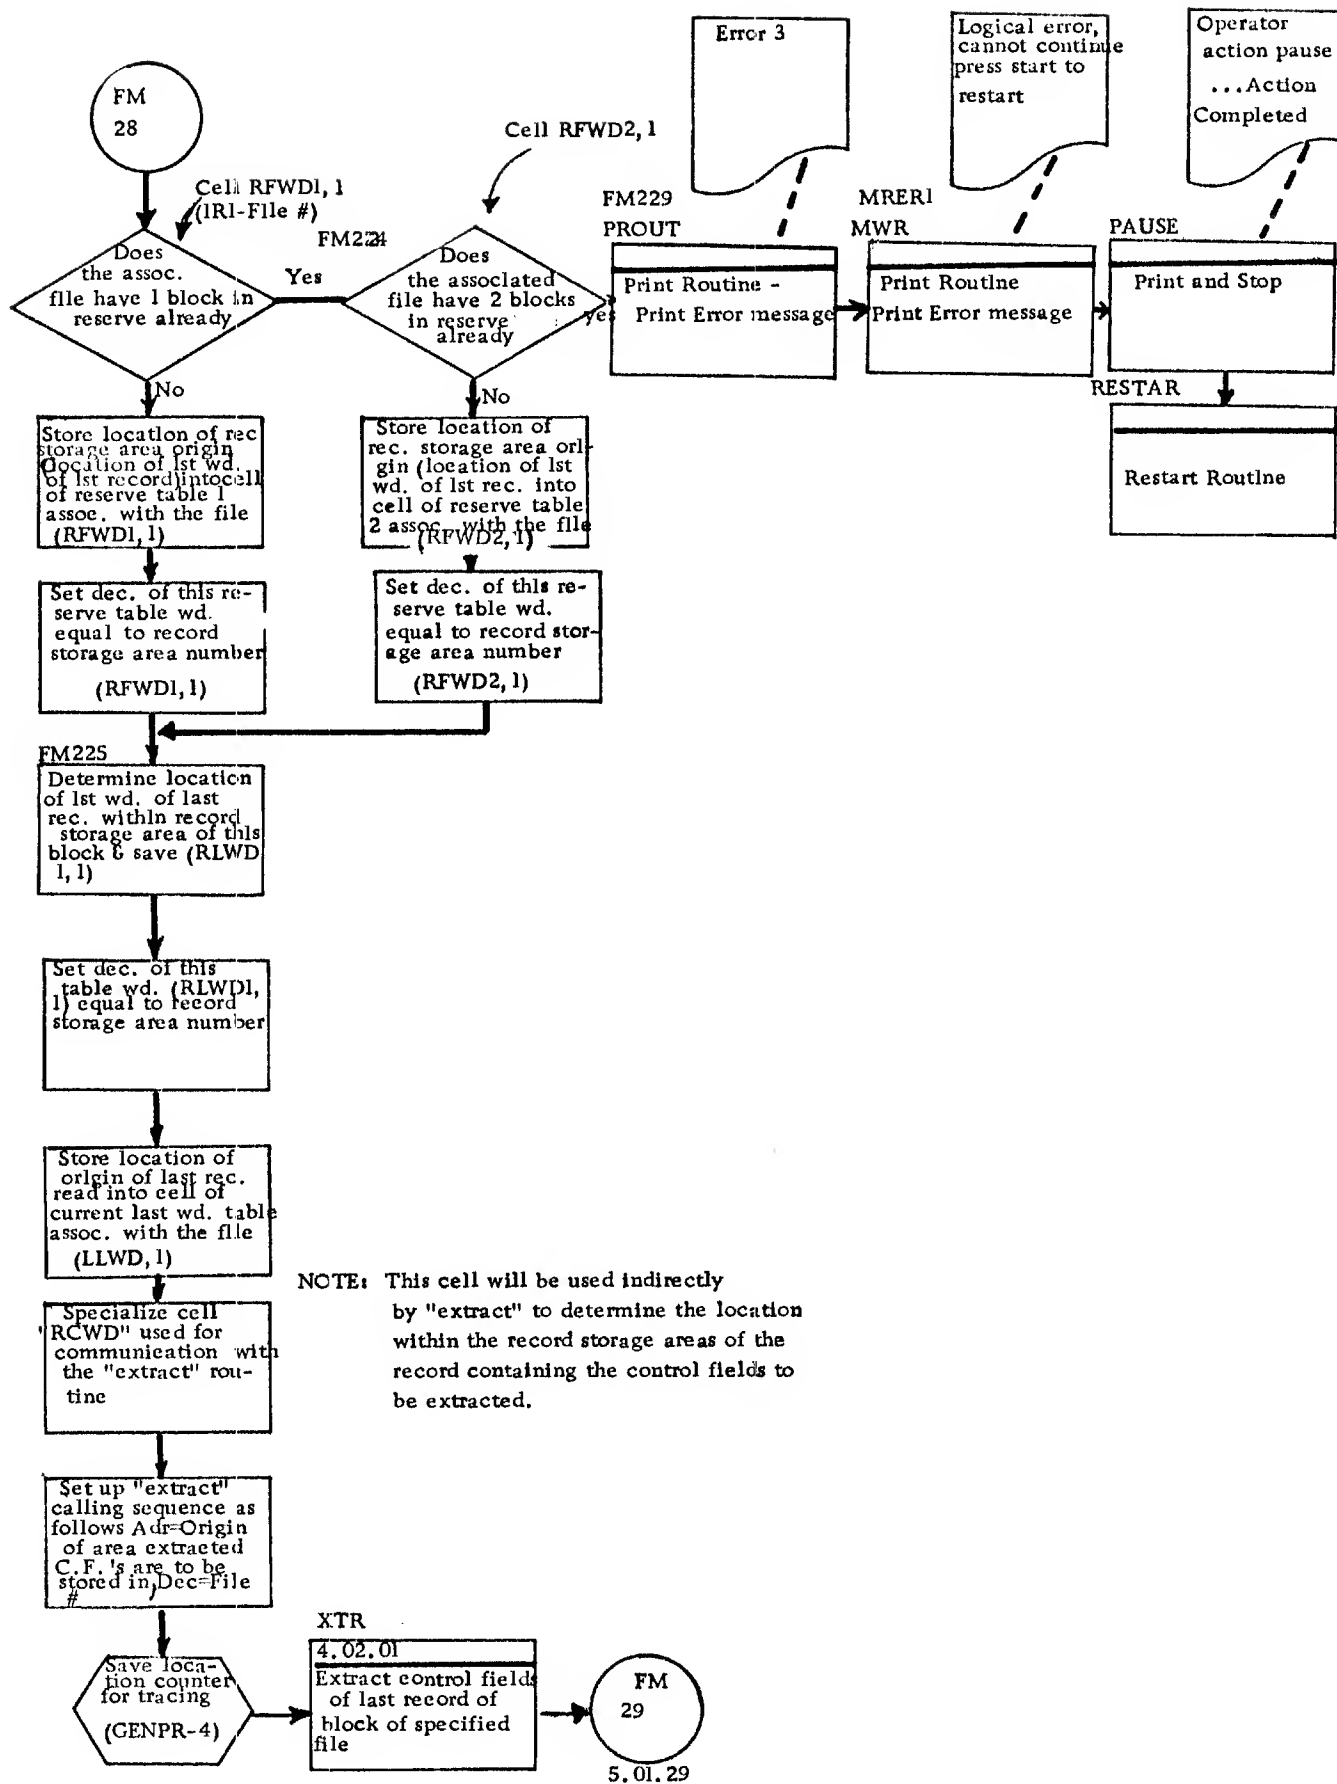 FM
28
Cell RFWD1, 1
(IR1-File #)
Does
the assoc.
file have 1 block in
reserve already
Yes
No
FM224
Cell RFWD2, 1
Does
the associated
file have 2 blocks
in reserve
already
yes
No
Error 3
FM229
PROUT
Print Routine -
Print Error message
Logical error,
cannot continue
press start to
restart
MRER1
MWR
Print Routine
Print Error message
Operator
action pause
...Action
Completed
PAUSE
Print and Stop
RESTAR
Restart Routine
Store location of rec
storage area origin
(location of 1st wd.
of 1st record)into cell
of reserve table 1
assoc. with the file
(RFWD1, 1)
Store location of
rec. storage area ori-
gin (location of 1st
wd. of 1st rec. into
cell of reserve table
2 assoc. with the file
(RFWD2, 1)
Set dec. of this re-
serve table wd.
equal to record
storage area number
(RFWD1, 1)
Set dec. of this re-
serve table wd.
equal to record stor-
age area number
(RFWD2, 1)
FM225
Determine location
of 1st wd. of last
rec. within record
storage area of this
block & save (RLWD
1, 1)
Set dec. of this
table wd. (RLWD1,
1) equal to record
storage area number
Store location of
origin of last rec.
read into cell of
current last wd. table
assoc. with the file
(LLWD, 1)
NOTE: This cell will be used indirectly
by "extract" to determine the location
within the record storage areas of the
record containing the control fields to
be extracted.
Specialize cell
"RCWD" used for
communication with
the "extract" rou-
tine
Set up "extract"
calling sequence as
follows Adr=Origin
of area extracted
C.F.'s are to be
stored in, Dec=File
#
Save loca-
tion counter
for tracing
(GENPR-4)
XTR
4.02.01
Extract control fields
of last record of
block of specified
file
FM
29
5.01.29